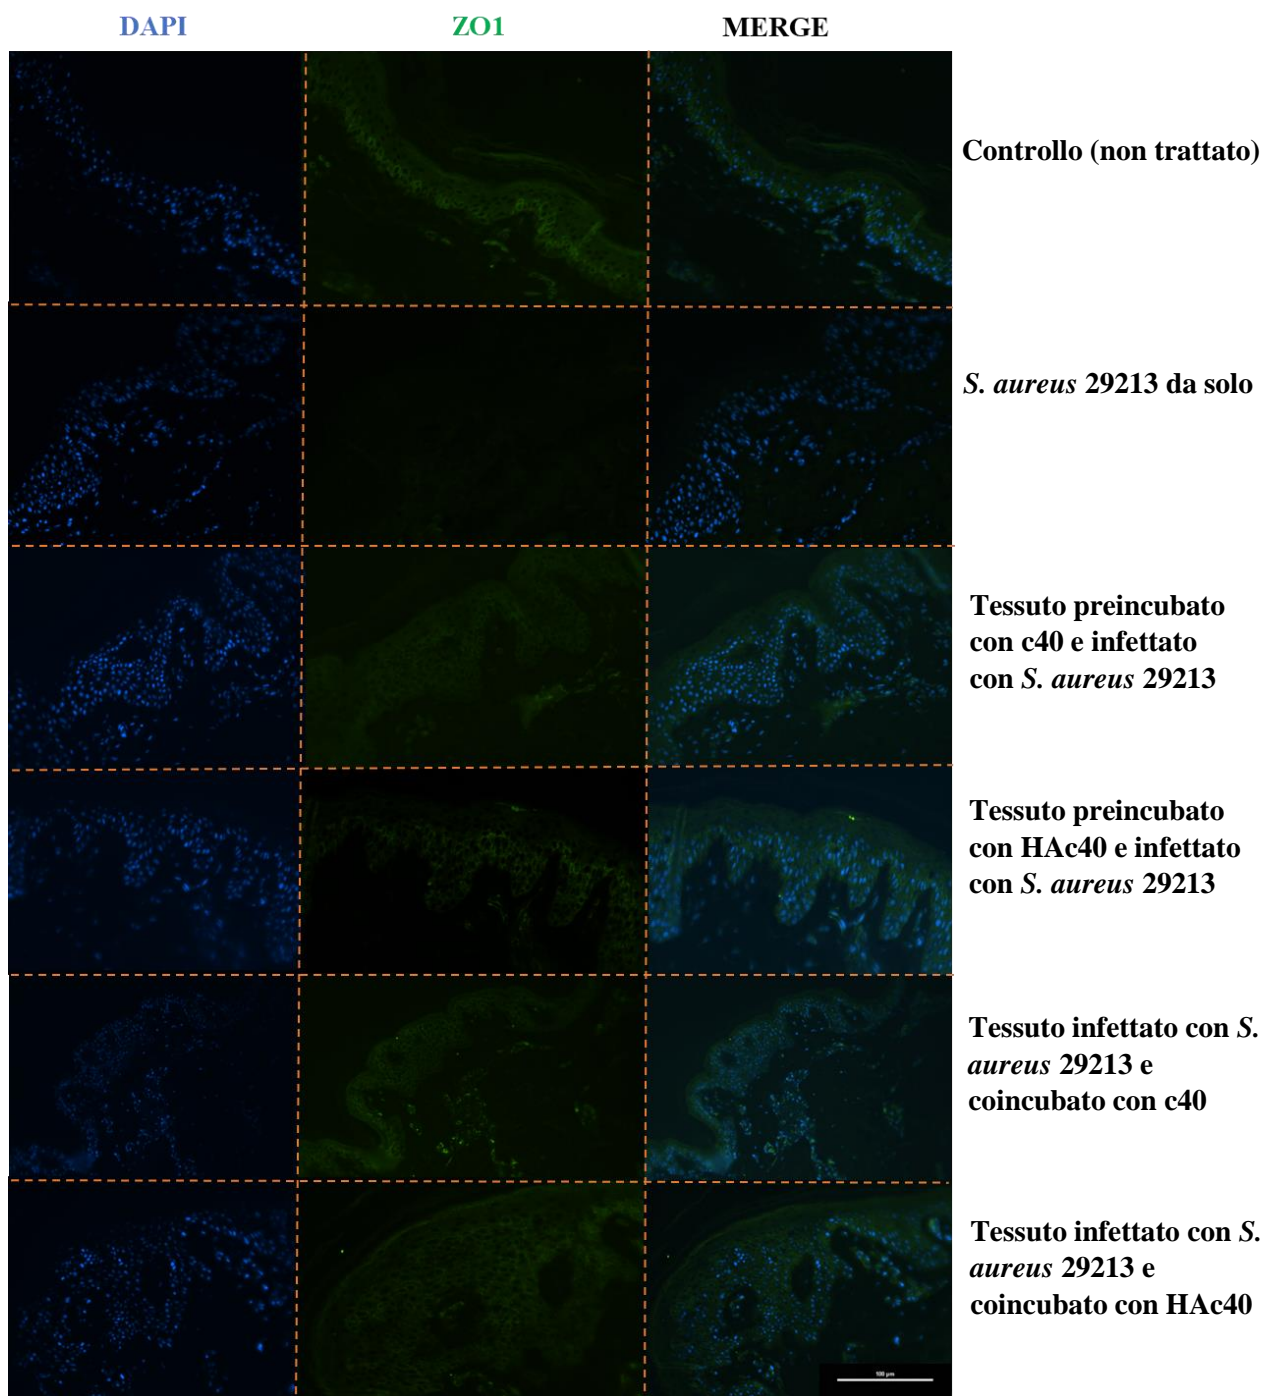 DAPI ZO1 MERGE
Controllo (non trattato)
S. aureus 29213 da solo
Tessuto preincubato
con c40 e infettato
con S. aureus 29213
Tessuto preincubato
con HAc40 e infettato
con S. aureus 29213
Tessuto infettato con S.
aureus 29213 e
coincubato con c40
Tessuto infettato con S.
aureus 29213 e
coincubato con HAc40
100 µm